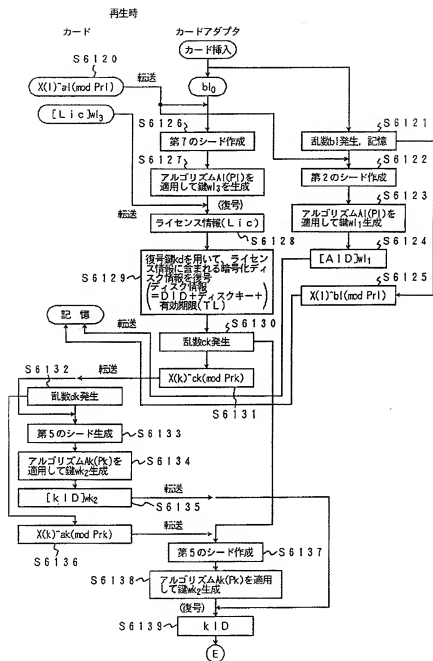 再生時
カード
カードアダプタ
カード挿入
S6120
X(l)^al(mod Prl)
転送
bl₀
[Lic]wl₃
S6126
第7のシード作成
S6121
乱数bl発生,記憶
S6122
第2のシード作成
S6127
アルゴリズムAl(Pl)を
適用して鍵wl₃を生成
S6123
アルゴリズムAl(Pl)を
適用して鍵wl₁生成
(復号)
転送
ライセンス情報(Lic)
S6128
S6124
[AID]wl₁
S6129
復号鍵kdを用いて、ライセン
ス情報に含まれる暗号化ディ
スク情報を復号
(ディスク情報
=DID+ディスクキー+
有効期限(TL))
S6125
X(l)^bl(mod Prl)
記憶
転送
S6130
乱数ck発生
S6132
転送
乱数dk発生
X(k)^ck(mod Prk)
S6131
第5のシード生成
S6133
アルゴリズムAk(Pk)を
適用して鍵wk₂生成
S6134
[kID]wk₂
転送
S6135
X(k)^ak(mod Prk)
転送
S6136
第5のシード作成
S6137
S6138
アルゴリズムAk(Pk)を適用
して鍵wk₂生成
(復号)
S6139
kID
E